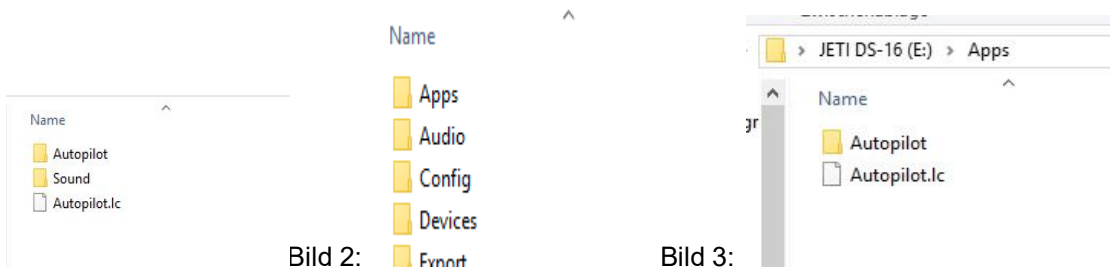 Name
Autopilot
Sound
Autopilot.lc
Bild 2:
Name
Apps
Audio
Config
Devices
Export
Bild 3:
JETI DS-16 (E:) > Apps
Name
Autopilot
Autopilot.lc